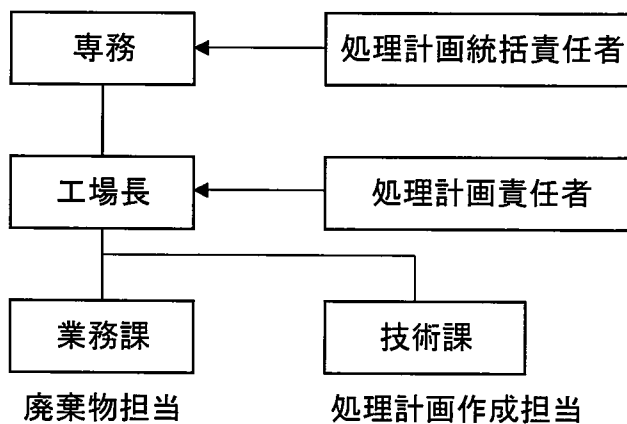 専務
処理計画統括責任者
工場長
処理計画責任者
業務課
技術課
廃棄物担当
処理計画作成担当